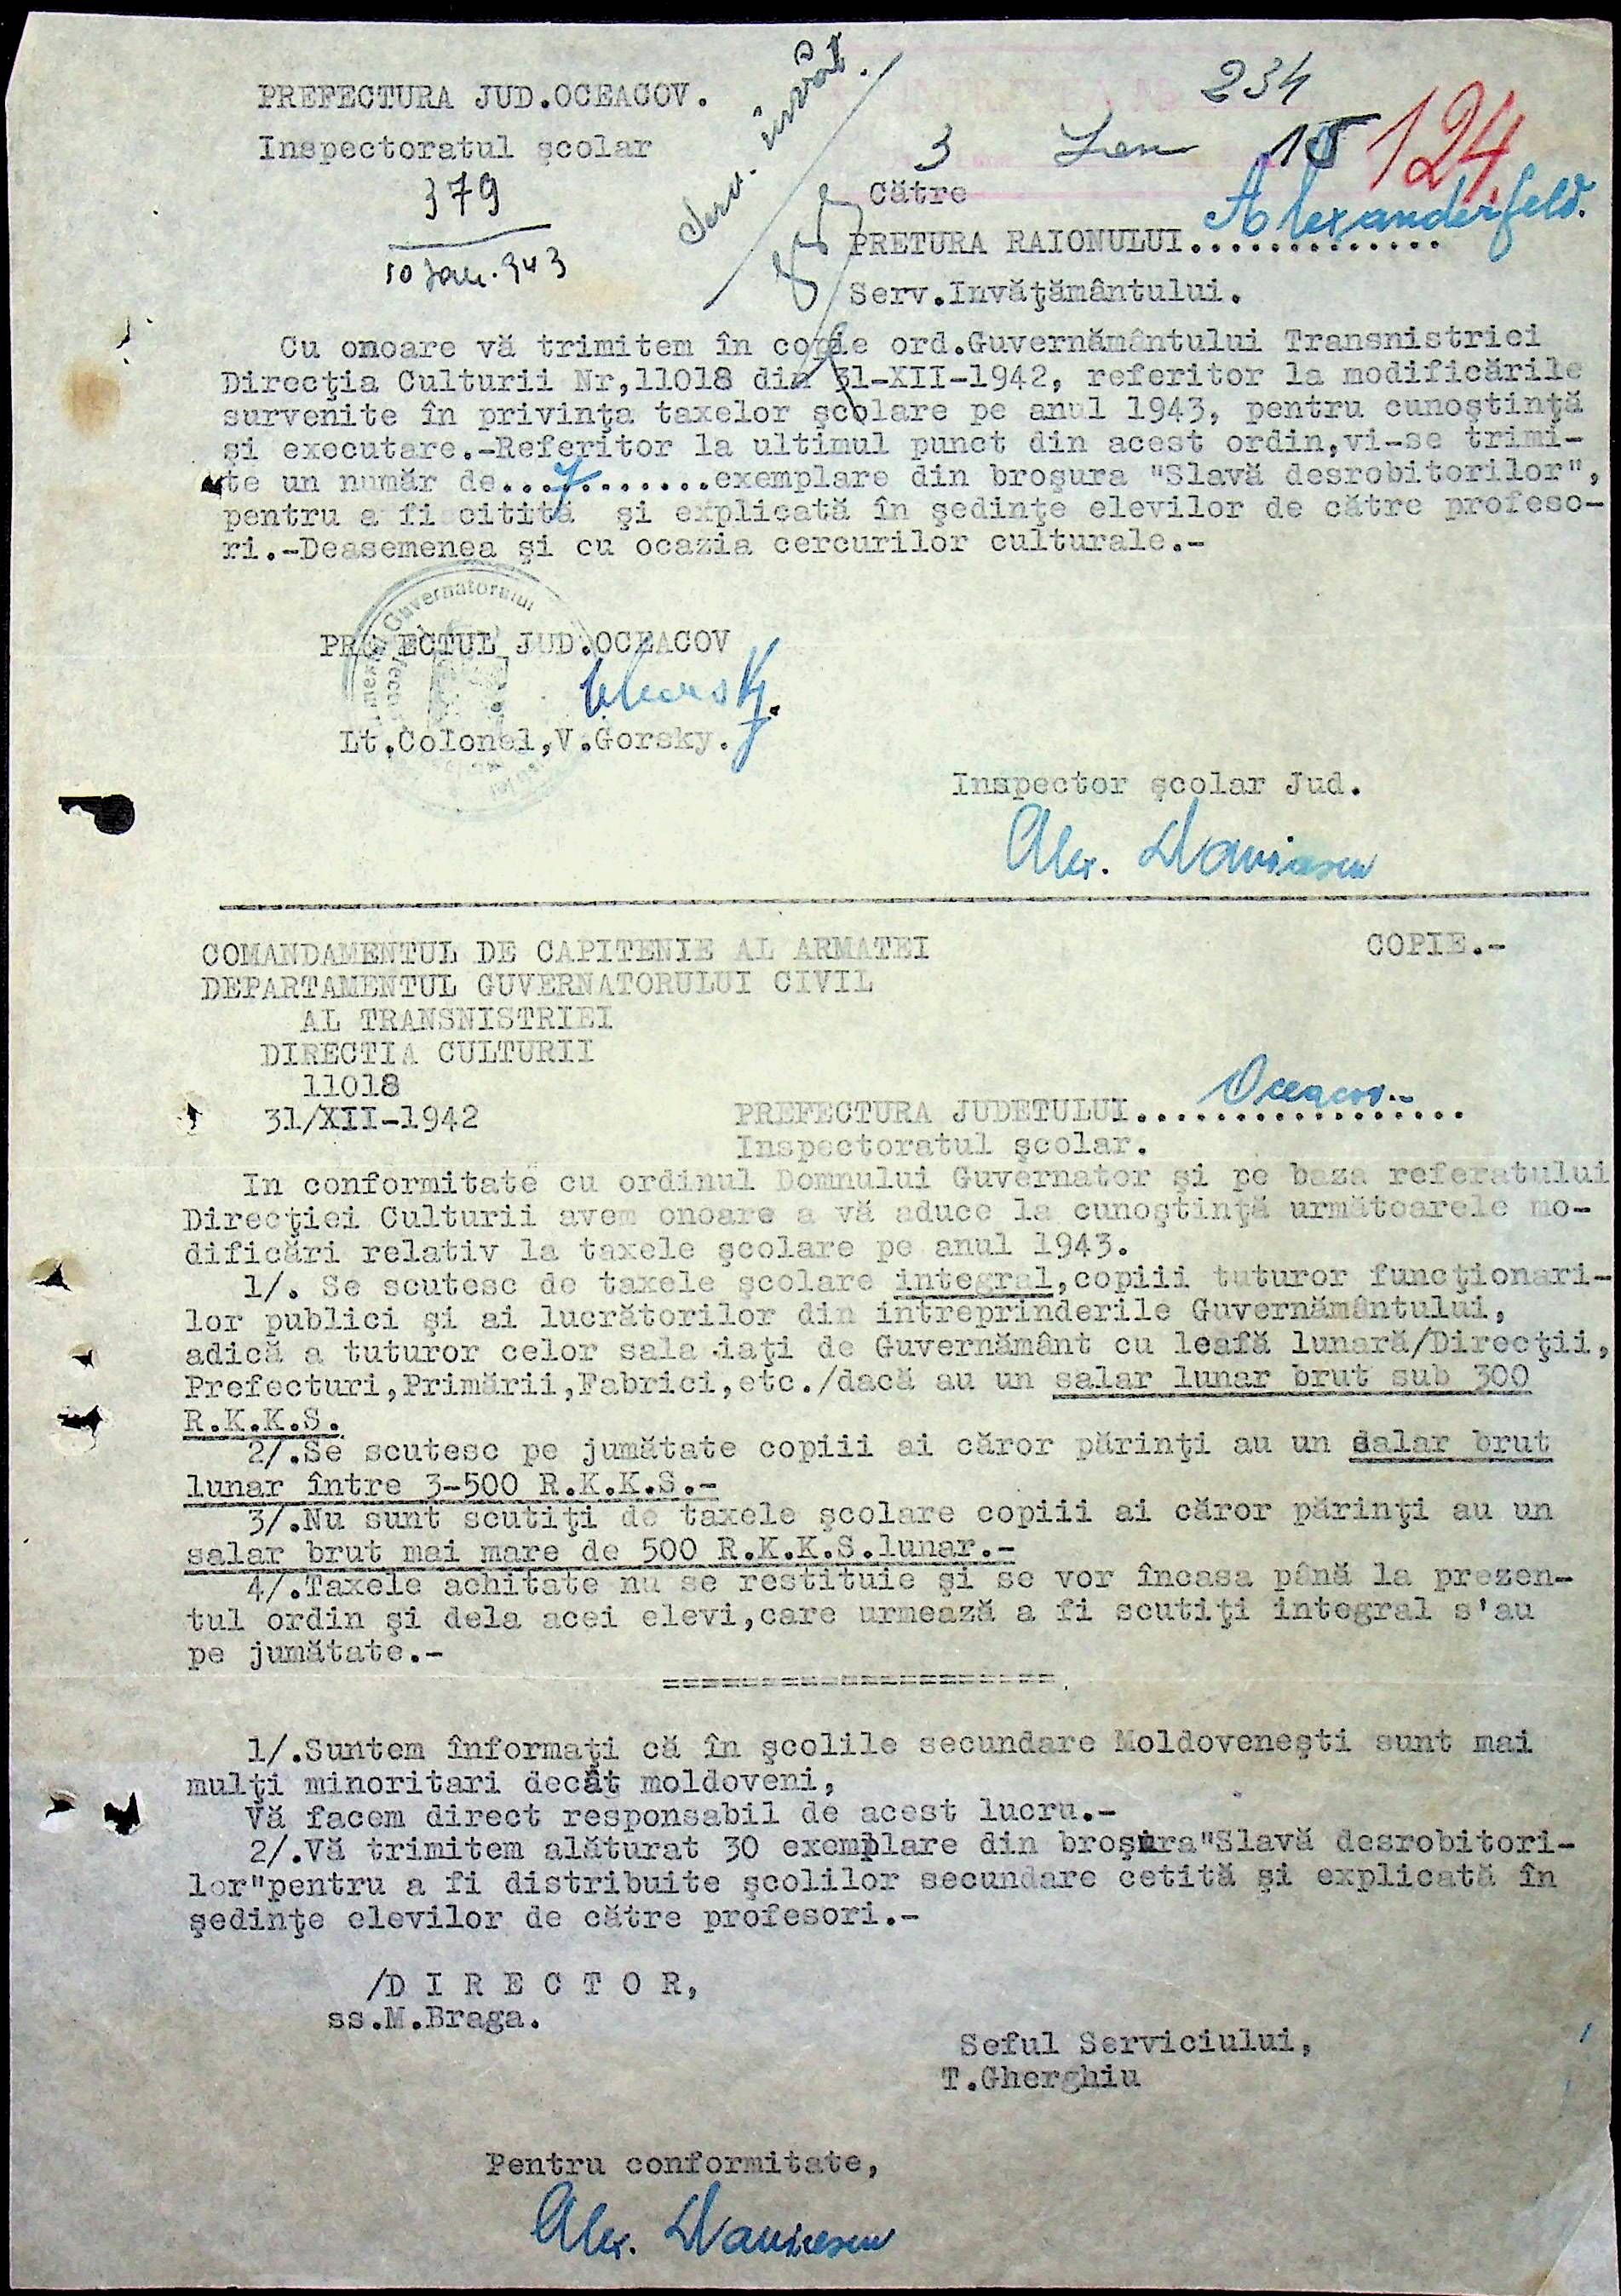 PREFECTURA JUD.OCEACOV.
Inspectoratul şcolar
379
10 Ian. 943
Serv. învăt.
234
3 Ian 15
124
Către
PRETURA RAIONULUI.............Alexanderfeld.
Serv.Invăţământului.
Cu onoare vă trimitem în copie ord.Guvernământului Transnistriei
Direcţia Culturii Nr,11018 din 31-XII-1942, referitor la modificările
survenite în privinţa taxelor şcolare pe anul 1943, pentru cunoştinţă
şi executare.-Referitor la ultimul punct din acest ordin,vi-se trimi-
te un număr de...7.......exemplare din broşura "Slavă desrobitorilor",
pentru a fi citită şi explicată în şedinţe elevilor de către profeso-
ri.-Deasemenea şi cu ocazia cercurilor culturale.-
Guvernatorului
PREFECTUL JUD.OCEACOV
Lt.Colonel,V.Gorsky.
Inspector şcolar Jud.
Alex.
COMANDAMENTUL DE CAPITENIE AL ARMATEI
COPIE.-
DEPARTAMENTUL GUVERNATORULUI CIVIL
AL TRANSNISTRIEI
DIRECTIA CULTURII
11018
31/XII-1942
PREFECTURA JUDETULUI.................Oceacov.-
Inspectoratul şcolar.
In conformitate cu ordinul Domnului Guvernator şi pe baza referatului
Direcţiei Culturii avem onoare a vă aduce la cunoştinţă următoarele mo-
dificări relativ la taxele şcolare pe anul 1943.
1/. Se scutesc de taxele şcolare integral,copiii tuturor funcţionari-
lor publici şi ai lucrătorilor din intreprinderile Guvernământului,
adică a tuturor celor sala iaţi de Guvernământ cu leafă lunară/Direcţii,
Prefecturi,Primării,Fabrici,etc./dacă au un salar lunar brut sub 300
R.K.K.S.
2/.Se scutesc pe jumătate copiii ai căror părinţi au un salar brut
lunar între 3-500 R.K.K.S.-
3/.Nu sunt scutiţi de taxele şcolare copiii ai căror părinţi au un
salar brut mai mare de 500 R.K.K.S.lunar.-
4/.Taxele achitate nu se restituie şi se vor încasa până la prezen-
tul ordin şi dela acei elevi,care urmează a fi scutiţi integral s'au
pe jumătate.-
====================
1/.Suntem înformaţi că în şcolile secundare Moldoveneşti sunt mai
mulţi minoritari decât moldoveni,
Vă facem direct responsabil de acest lucru.-
2/.Vă trimitem alăturat 30 exemplare din broşura"Slavă desrobitori-
lor"pentru a fi distribuite şcolilor secundare cetită şi explicată în
şedinţe elevilor de către profesori.-
/D I R E C T O R,
ss.M.Braga.
Seful Serviciului,
T.Gherghiu
Pentru conformitate,
Alex.